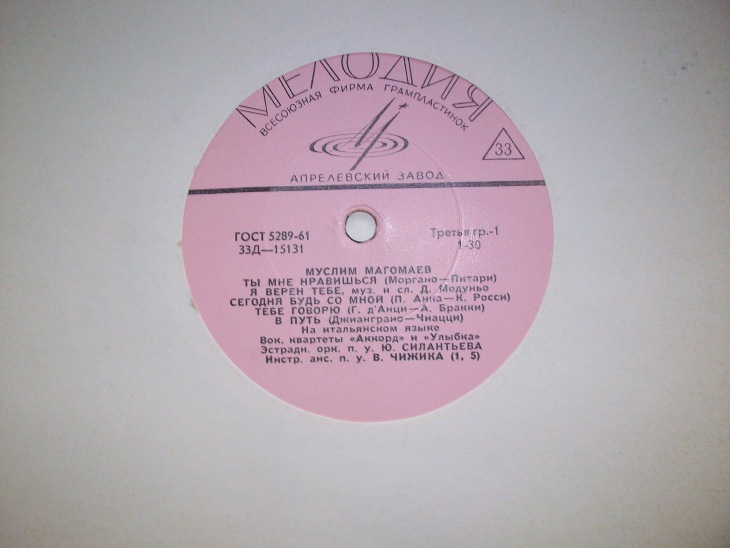 МЕЛОДИЯ
ВСЕСОЮЗНАЯ ФИРМА ГРАМПЛАСТИНОК
33
АПРЕЛЕВСКИЙ ЗАВОД
ГОСТ 5289-61 Третья гр.-1
33Д—15131 1-30
МУСЛИМ МАГОМАЕВ
ТЫ МНЕ НРАВИШЬСЯ (Моргано—Питари)
Я ВЕРЕН ТЕБЕ, муз. и сл. Д. Модуньо
СЕГОДНЯ БУДЬ СО МНОЙ (П. Анка—К. Росси)
ТЕБЕ ГОВОРЮ (Г. д'Анци—А. Бракки)
В ПУТЬ (Джианграно—Чиацци)
На итальянском языке
Вок. квартеты «Аккорд» и «Улыбка»
Эстрадн. орк. п. у. Ю. СИЛАНТЬЕВА
Инстр. анс. п. у. В. ЧИЖИКА (1, 5)